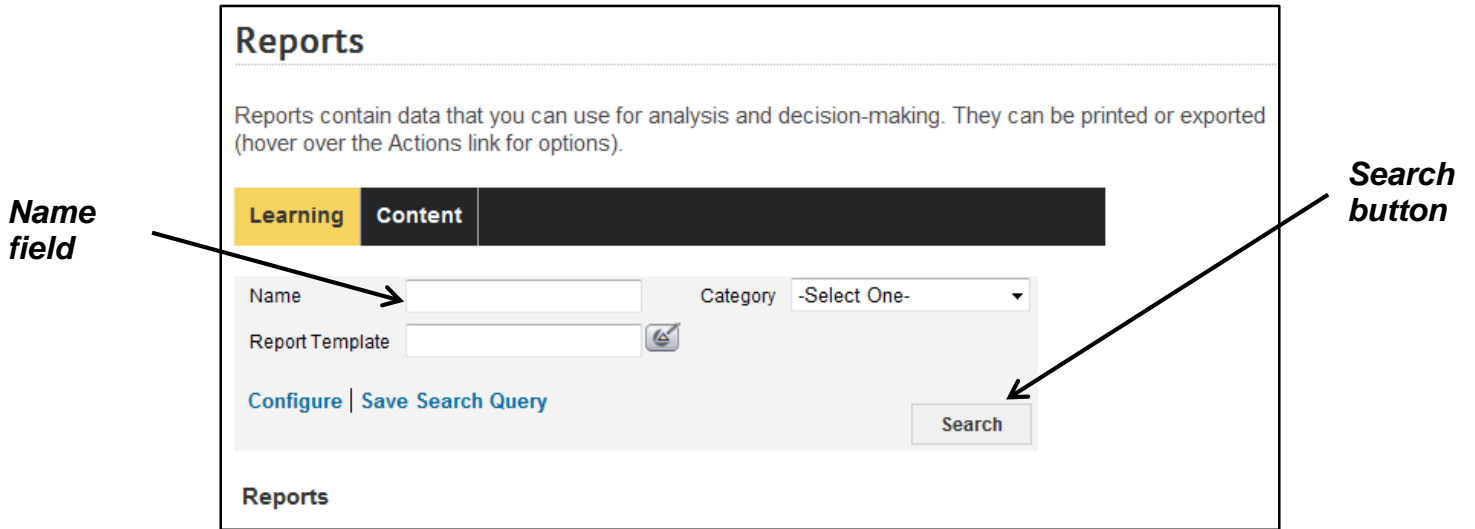 Reports
Reports contain data that you can use for analysis and decision-making. They can be printed or exported
(hover over the Actions link for options).
Name
field
Search
button
Learning Content
Name Category -Select One-
Report Template
Configure | Save Search Query
Search
Reports